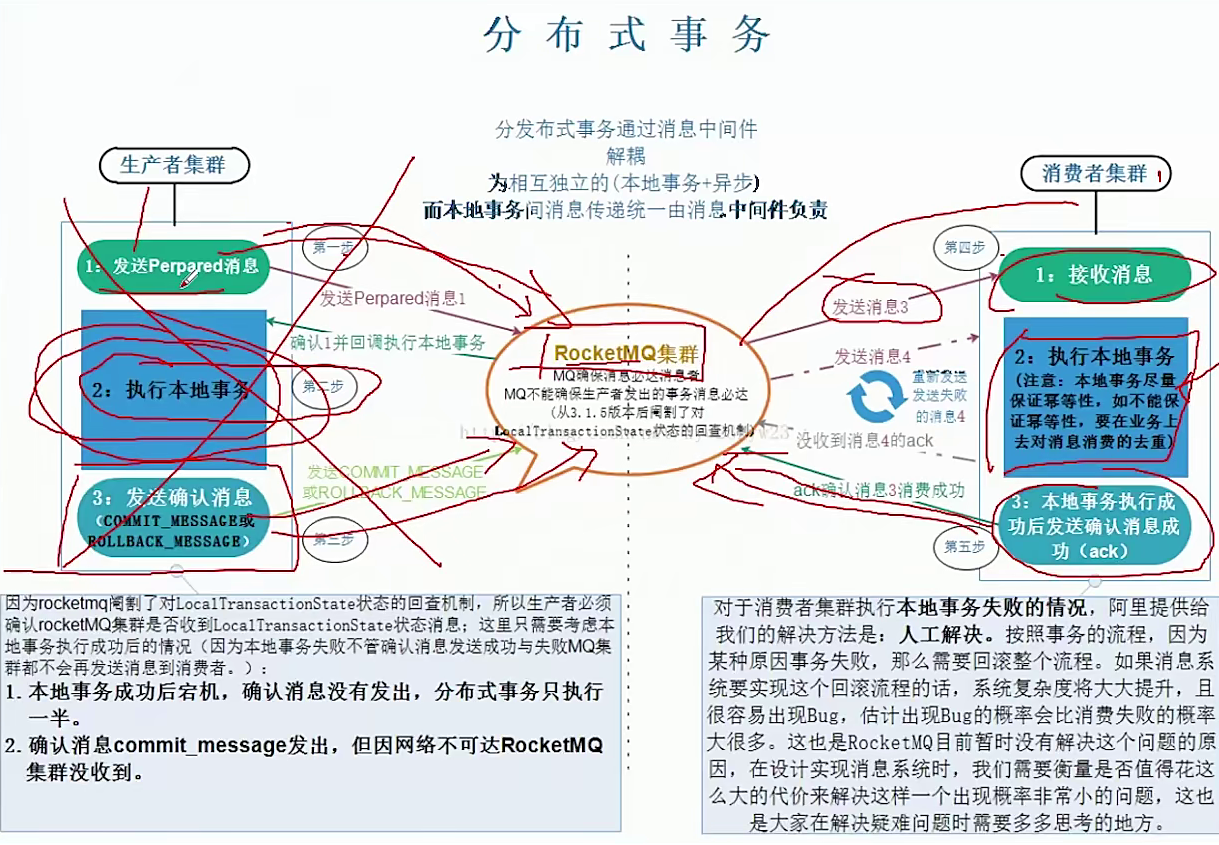 分布式事务
分发布式事务通过消息中间件
解耦
为相互独立的(本地事务+异步)
而本地事务间消息传递统一由消息中间件负责
生产者集群
1：发送Perpared消息
2：执行本地事务
3：发送确认消息
（COMMIT_MESSAGE或
ROLLBACK_MESSAGE）
第一步
发送Perpared消息1
确认1并回调执行本地事务
第二步
发送COMMIT_MESSAGE
或ROLLBACK_MESSAGE
第三步
RocketMQ集群
MQ确保消息必达消费者
MQ不能确保生产者发出的事务消息必达
(从3.1.5版本后阉割了对
LocalTransactionState状态的回查机制)
消费者集群
第四步
1：接收消息
发送消息3
发送消息4
重新发送
发送失败
的消息4
没收到消息4的ack
ack确认消息3消费成功
2：执行本地事务
(注意：本地事务尽量
保证幂等性，如不能保
证幂等性，要在业务上
去对消息消费的去重)
第五步
3：本地事务执行成
功后发送确认消息成
功（ack）
因为rocketmq阉割了对LocalTransactionState状态的回查机制，所以生产者必须
确认rocketMQ集群是否收到LocalTransactionState状态消息；这里只需要考虑本
地事务执行成功后的情况（因为本地事务失败不管确认消息发送成功与失败MQ集
群都不会再发送消息到消费者。）：
1. 本地事务成功后宕机，确认消息没有发出，分布式事务只执行
一半。
2. 确认消息commit_message发出，但因网络不可达RocketMQ
集群没收到。
对于消费者集群执行本地事务失败的情况，阿里提供给
我们的解决方法是：人工解决。按照事务的流程，因为
某种原因事务失败，那么需要回滚整个流程。如果消息系
统要实现这个回滚流程的话，系统复杂度将大大提升，且
很容易出现Bug，估计出现Bug的概率会比消费失败的概率
大很多。这也是RocketMQ目前暂时没有解决这个问题的原
因，在设计实现消息系统时，我们需要衡量是否值得花这
么大的代价来解决这样一个出现概率非常小的问题，这也
是大家在解决疑难问题时需要多多思考的地方。